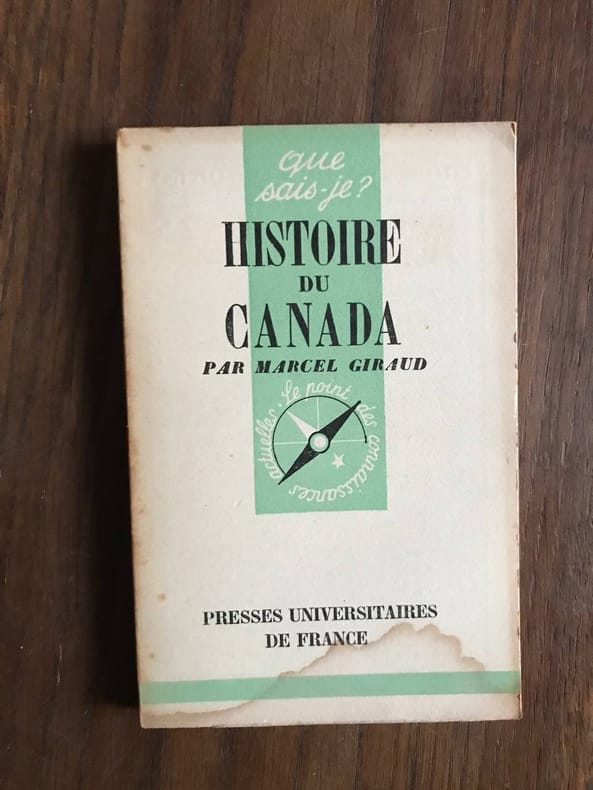 que
sais-je?
HISTOIRE
DU
CANADA
PAR MARCEL GIRAUD
Le point des connaissances actuelles.
PRESSES UNIVERSITAIRES
DE FRANCE